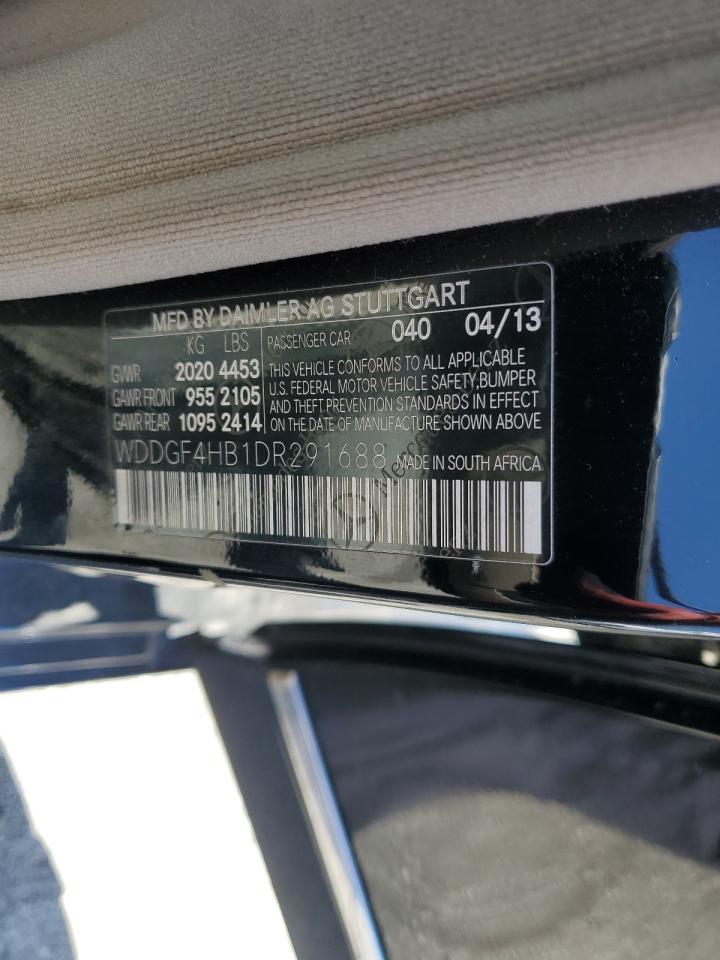 MFD BY DAIMLER AG STUTTGART
KG LBS PASSENGER CAR 040 04/13
GVWR 2020 4453
GAWR FRONT 955 2105
GAWR REAR 1095 2414
THIS VEHICLE CONFORMS TO ALL APPLICABLE
U.S. FEDERAL MOTOR VEHICLE SAFETY,BUMPER
AND THEFT PREVENTION STANDARDS IN EFFECT
ON THE DATE OF MANUFACTURE SHOWN ABOVE
WDDGF4HB1DR291688 MADE IN SOUTH AFRICA